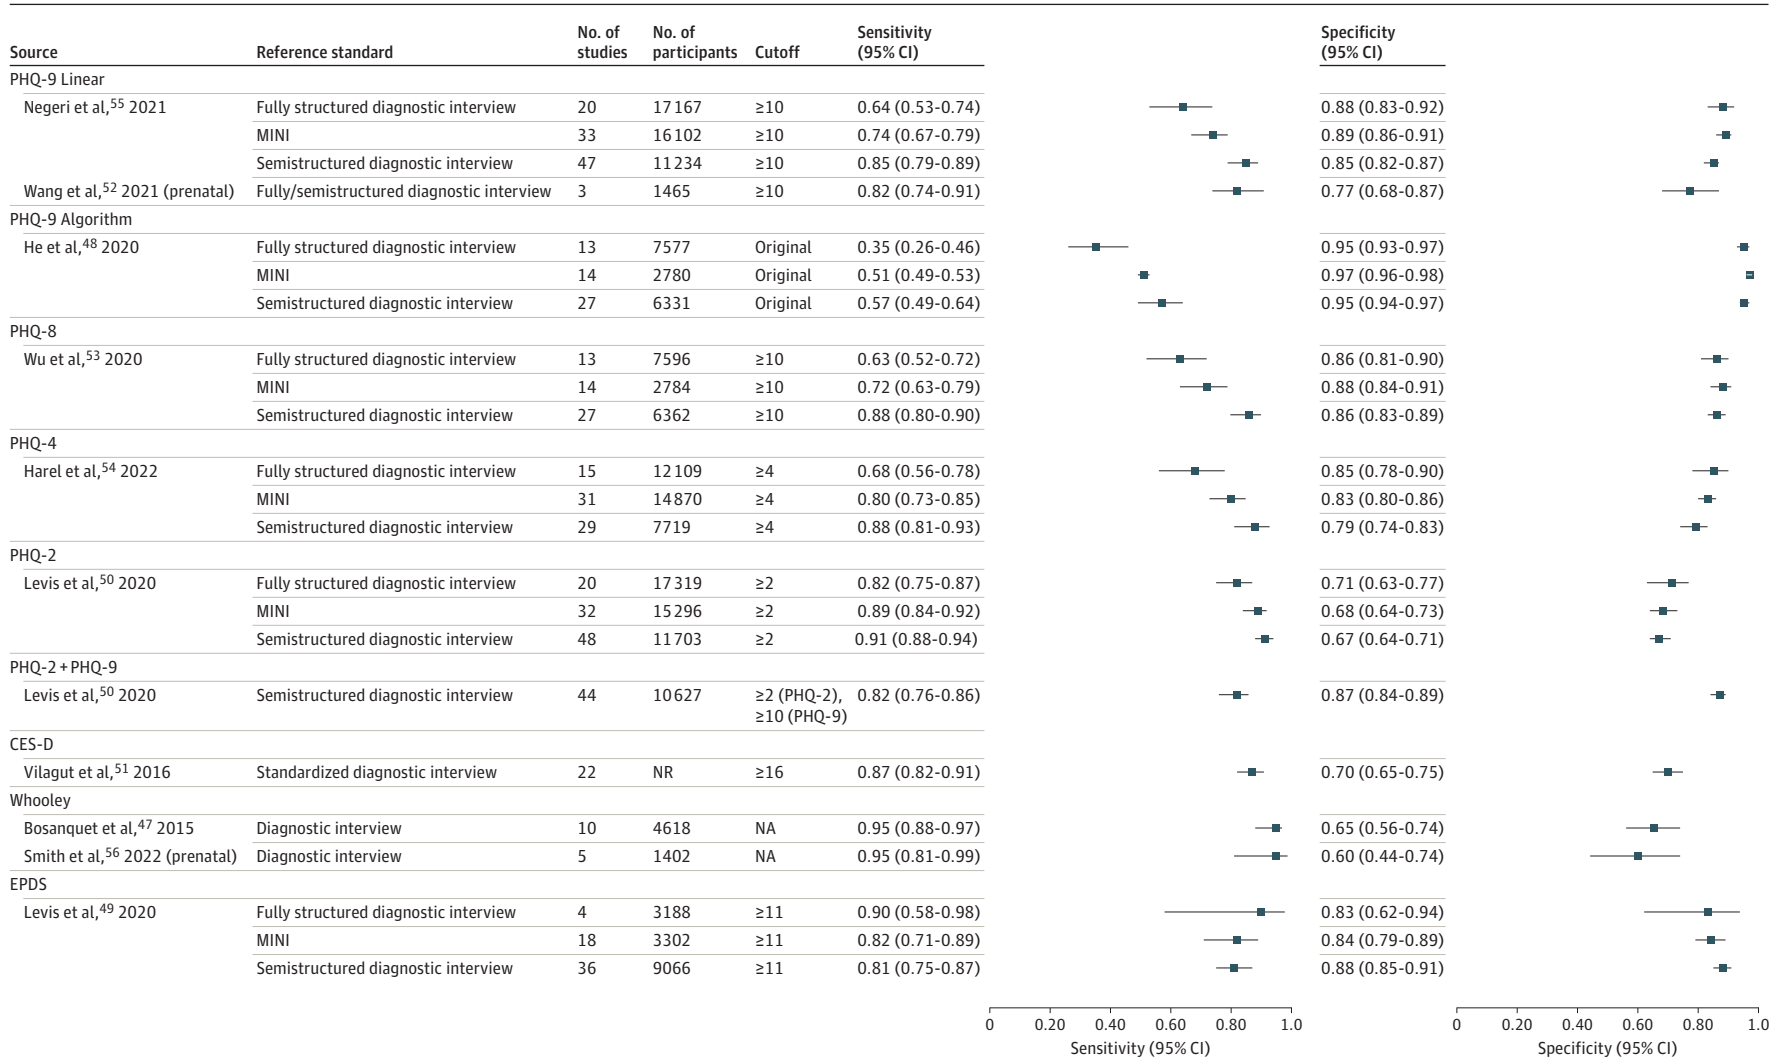 Source Reference standard No. of studies No. of participants Cutoff Sensitivity (95% CI) Specificity (95% CI)
PHQ-9 Linear
Negeri et al,55 2021 Fully structured diagnostic interview 20 17 167 ≥10 0.64 (0.53-0.74) 0.88 (0.83-0.92)
MINI 33 16 102 ≥10 0.74 (0.67-0.79) 0.89 (0.86-0.91)
Semistructured diagnostic interview 47 11 234 ≥10 0.85 (0.79-0.89) 0.85 (0.82-0.87)
Wang et al,52 2021 (prenatal) Fully/semistructured diagnostic interview 3 1465 ≥10 0.82 (0.74-0.91) 0.77 (0.68-0.87)
PHQ-9 Algorithm
He et al,48 2020 Fully structured diagnostic interview 13 7577 Original 0.35 (0.26-0.46) 0.95 (0.93-0.97)
MINI 14 2780 Original 0.51 (0.49-0.53) 0.97 (0.96-0.98)
Semistructured diagnostic interview 27 6331 Original 0.57 (0.49-0.64) 0.95 (0.94-0.97)
PHQ-8
Wu et al,53 2020 Fully structured diagnostic interview 13 7596 ≥10 0.63 (0.52-0.72) 0.86 (0.81-0.90)
MINI 14 2784 ≥10 0.72 (0.63-0.79) 0.88 (0.84-0.91)
Semistructured diagnostic interview 27 6362 ≥10 0.88 (0.80-0.90) 0.86 (0.83-0.89)
PHQ-4
Harel et al,54 2022 Fully structured diagnostic interview 15 12 109 ≥4 0.68 (0.56-0.78) 0.85 (0.78-0.90)
MINI 31 14 870 ≥4 0.80 (0.73-0.85) 0.83 (0.80-0.86)
Semistructured diagnostic interview 29 7719 ≥4 0.88 (0.81-0.93) 0.79 (0.74-0.83)
PHQ-2
Levis et al,50 2020 Fully structured diagnostic interview 20 17 319 ≥2 0.82 (0.75-0.87) 0.71 (0.63-0.77)
MINI 32 15 296 ≥2 0.89 (0.84-0.92) 0.68 (0.64-0.73)
Semistructured diagnostic interview 48 11 703 ≥2 0.91 (0.88-0.94) 0.67 (0.64-0.71)
PHQ-2 + PHQ-9
Levis et al,50 2020 Semistructured diagnostic interview 44 10 627 ≥2 (PHQ-2), 0.82 (0.76-0.86) 0.87 (0.84-0.89)
≥10 (PHQ-9)
CES-D
Vilagut et al,51 2016 Standardized diagnostic interview 22 NR ≥16 0.87 (0.82-0.91) 0.70 (0.65-0.75)
Whooley
Bosanquet et al,47 2015 Diagnostic interview 10 4618 NA 0.95 (0.88-0.97) 0.65 (0.56-0.74)
Smith et al,56 2022 (prenatal) Diagnostic interview 5 1402 NA 0.95 (0.81-0.99) 0.60 (0.44-0.74)
EPDS
Levis et al,49 2020 Fully structured diagnostic interview 4 3188 ≥11 0.90 (0.58-0.98) 0.83 (0.62-0.94)
MINI 18 3302 ≥11 0.82 (0.71-0.89) 0.84 (0.79-0.89)
Semistructured diagnostic interview 36 9066 ≥11 0.81 (0.75-0.87) 0.88 (0.85-0.91)
0 0.20 0.40 0.60 0.80 1.0 0 0.20 0.40 0.60 0.80 1.0
Sensitivity (95% CI) Specificity (95% CI)